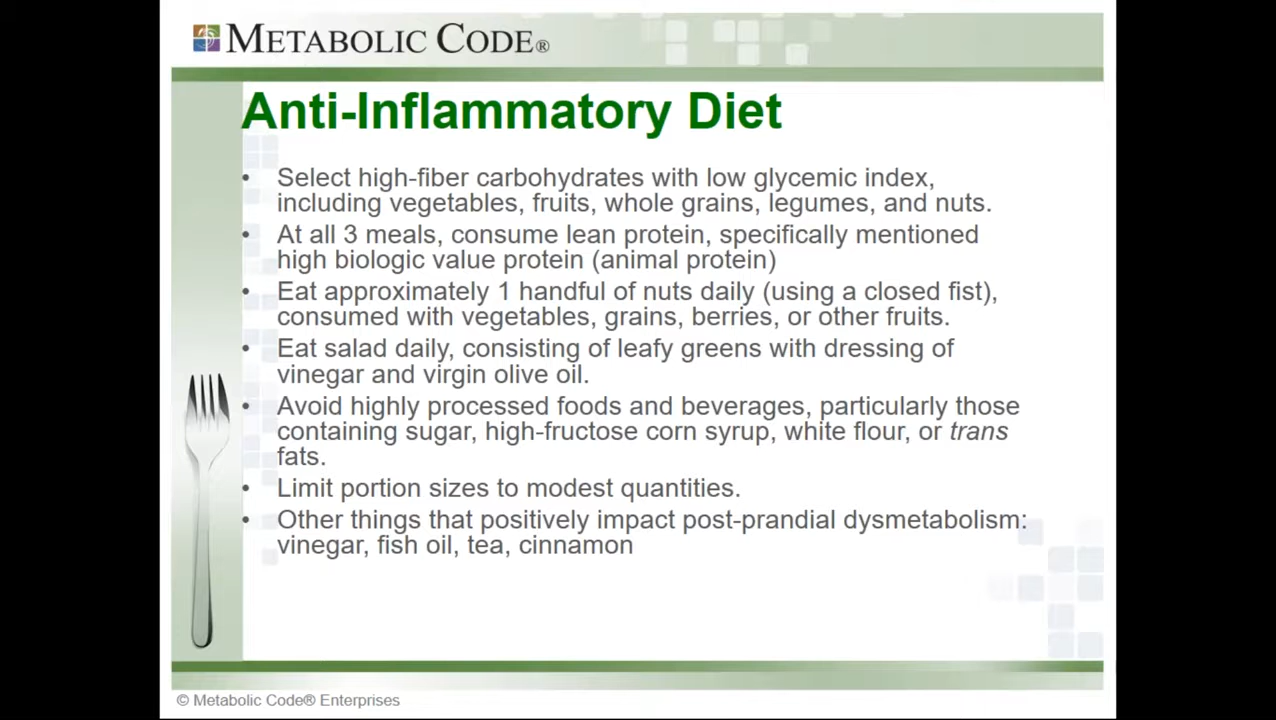 METABOLIC CODE®
Anti-Inflammatory Diet
• Select high-fiber carbohydrates with low glycemic index,
including vegetables, fruits, whole grains, legumes, and nuts.
• At all 3 meals, consume lean protein, specifically mentioned
high biologic value protein (animal protein)
• Eat approximately 1 handful of nuts daily (using a closed fist),
consumed with vegetables, grains, berries, or other fruits.
• Eat salad daily, consisting of leafy greens with dressing of
vinegar and virgin olive oil.
• Avoid highly processed foods and beverages, particularly those
containing sugar, high-fructose corn syrup, white flour, or trans
fats.
• Limit portion sizes to modest quantities.
• Other things that positively impact post-prandial dysmetabolism:
vinegar, fish oil, tea, cinnamon
© Metabolic Code® Enterprises